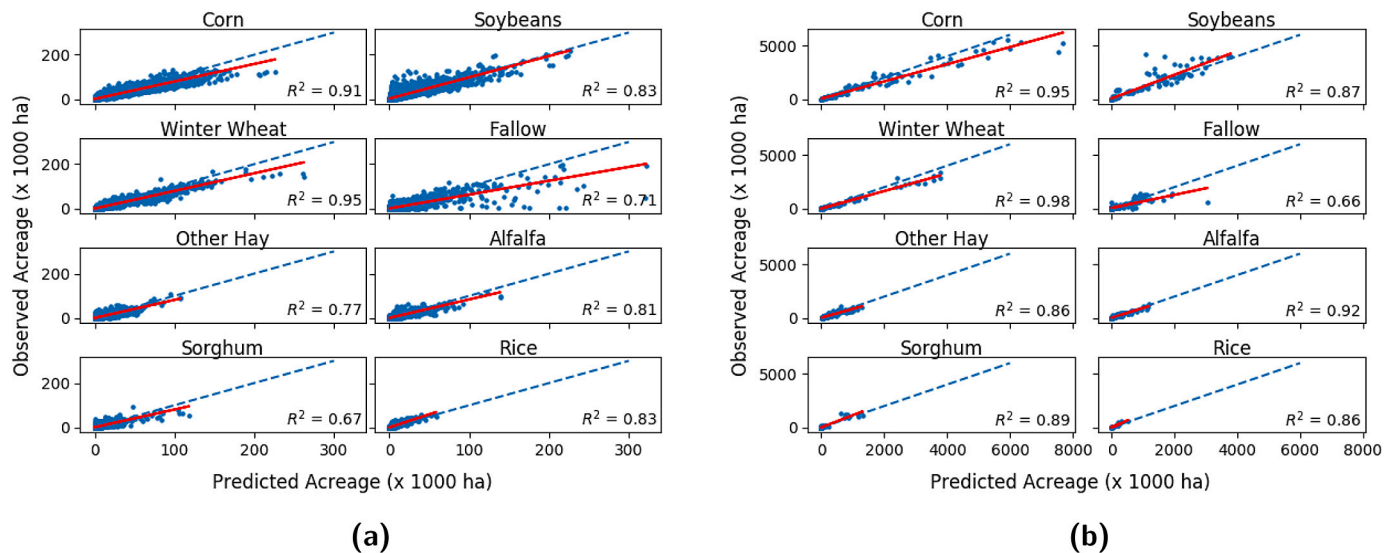 Corn
Soybeans
200
0
R² = 0.91
R² = 0.83
Winter Wheat
Fallow
200
0
R² = 0.95
R² = 0.71
Other Hay
Alfalfa
200
0
R² = 0.77
R² = 0.81
Sorghum
Rice
200
0
R² = 0.67
R² = 0.83
0 100 200 300
0 100 200 300
Observed Acreage (x 1000 ha)
Predicted Acreage (x 1000 ha)
(a)
Corn
Soybeans
5000
0
R² = 0.95
R² = 0.87
Winter Wheat
Fallow
5000
0
R² = 0.98
R² = 0.66
Other Hay
Alfalfa
5000
0
R² = 0.86
R² = 0.92
Sorghum
Rice
5000
0
R² = 0.89
R² = 0.86
0 2000 4000 6000 8000
0 2000 4000 6000 8000
Observed Acreage (x 1000 ha)
Predicted Acreage (x 1000 ha)
(b)